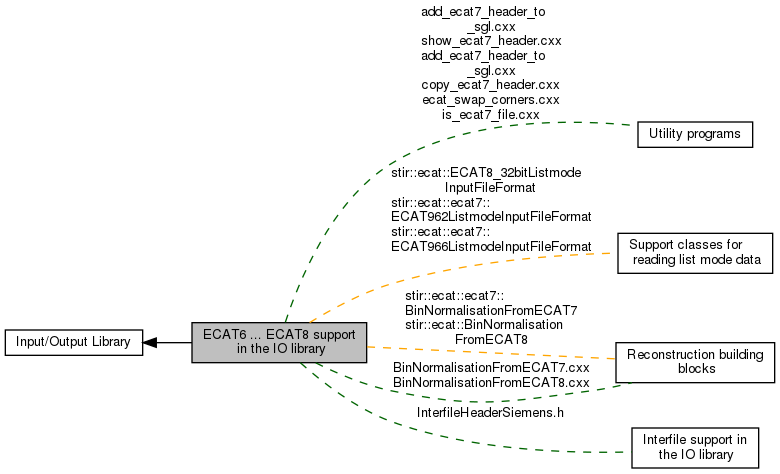 add_ecat7_header_to
_sgl.cxx
show_ecat7_header.cxx
add_ecat7_header_to
_sgl.cxx
copy_ecat7_header.cxx
ecat_swap_corners.cxx
is_ecat7_file.cxx
Utility programs
stir::ecat::ECAT8_32bitListmode
InputFileFormat
stir::ecat::ecat7::
ECAT962ListmodeInputFileFormat
stir::ecat::ecat7::
ECAT966ListmodeInputFileFormat
Support classes for
reading list mode data
stir::ecat::ecat7::
BinNormalisationFromECAT7
stir::ecat::BinNormalisation
FromECAT8
Input/Output Library
ECAT6 ... ECAT8 support
in the IO library
Reconstruction building
blocks
BinNormalisationFromECAT7.cxx
BinNormalisationFromECAT8.cxx
InterfileHeaderSiemens.h
Interfile support in
the IO library